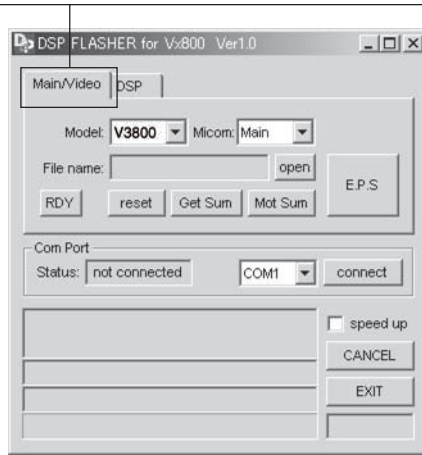 DSP FLASHER for Vx800 Ver1.0
Main/Video DSP
Model: V3800 Micom: Main
File name: open
E.P.S
RDY reset Get Sum Mot Sum
Com Port
Status: not connected COM1 connect
speed up
CANCEL
EXIT